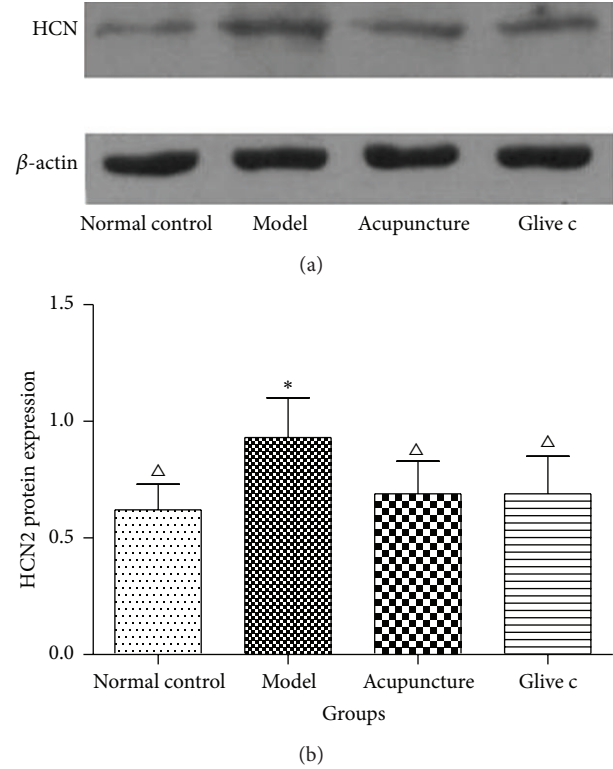 HCN
β-actin
Normal control Model Acupuncture Glive c
(a)
1.5
1.0
0.5
0.0
HCN2 protein expression
△
*
△
△
Normal control Model Acupuncture Glive c
Groups
(b)